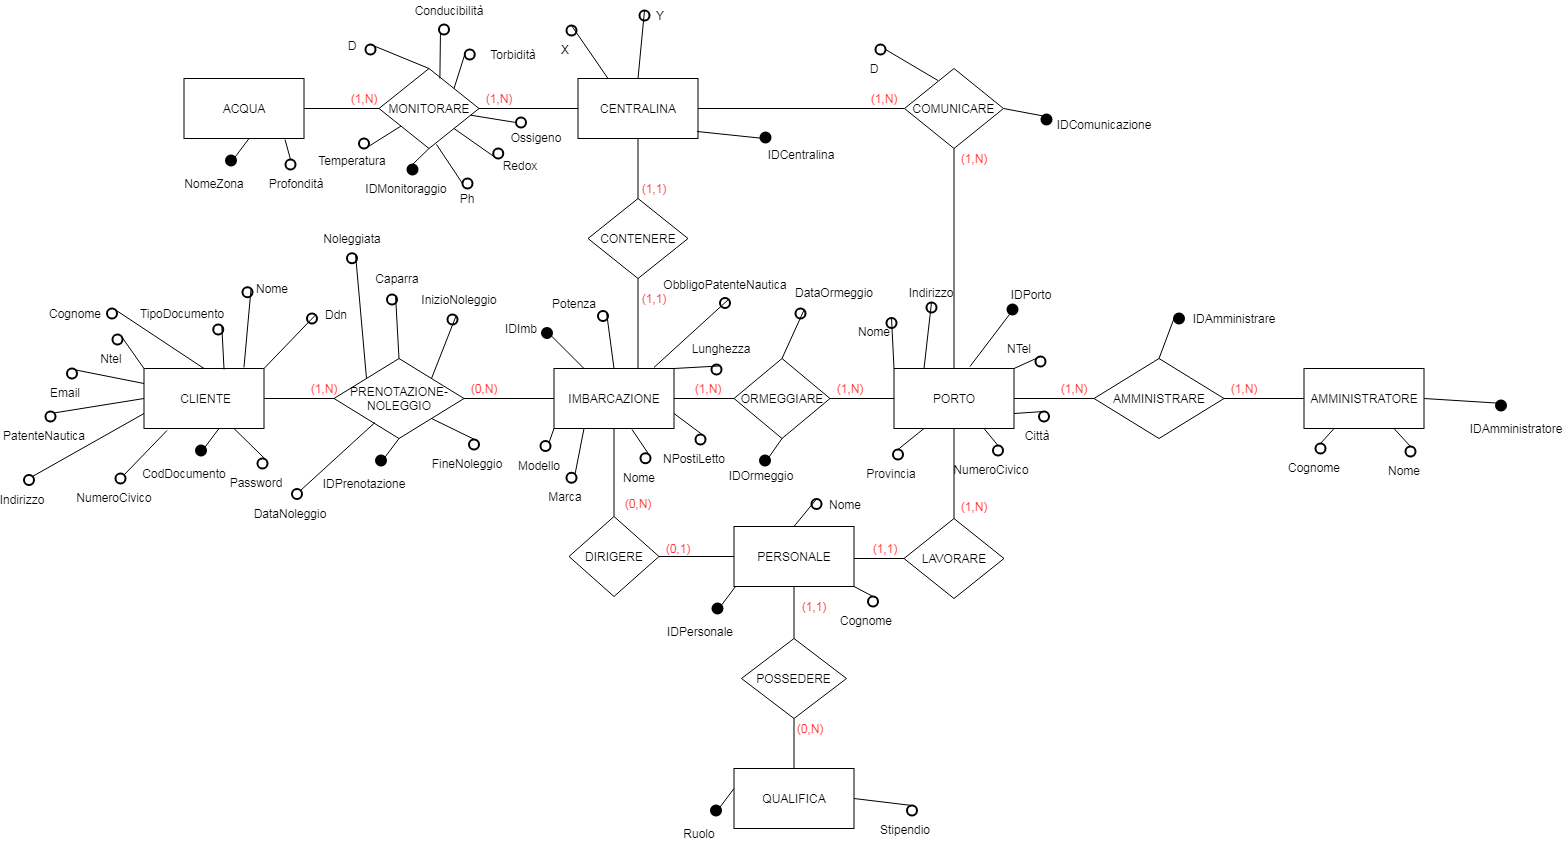 Conducibilità
Y
D
X
Torbidità
D
ACQUA
(1,N)
MONITORARE
(1,N)
CENTRALINA
(1,N)
COMUNICARE
IDComunicazione
Ossigeno
IDCentralina
Temperatura
Redox
(1,N)
NomeZona
Profondità
IDMonitoraggio
Ph
(1,1)
CONTENERE
Noleggiata
Caparra
ObbligoPatenteNautica
Nome
InizioNoleggio
(1,1)
DataOrmeggio
Indirizzo
IDPorto
Cognome
TipoDocumento
Ddn
Potenza
IDImb
Nome
IDAmministrare
Ntel
Lunghezza
NTel
Email
CLIENTE
(1,N)
PRENOTAZIONE-
NOLEGGIO
(0,N)
IMBARCAZIONE
(1,N)
ORMEGGIARE
(1,N)
PORTO
(1,N)
AMMINISTRARE
(1,N)
AMMINISTRATORE
IDAmministratore
PatenteNautica
Città
Indirizzo
NumeroCivico
CodDocumento
Password
DataNoleggio
IDPrenotazione
FineNoleggio
Modello
Marca
Nome
NPostiLetto
IDOrmeggio
Provincia
NumeroCivico
Cognome
Nome
(0,N)
Nome
(1,N)
DIRIGERE
(0,1)
PERSONALE
(1,1)
LAVORARE
IDPersonale
(1,1)
Cognome
POSSEDERE
(0,N)
QUALIFICA
Ruolo
Stipendio